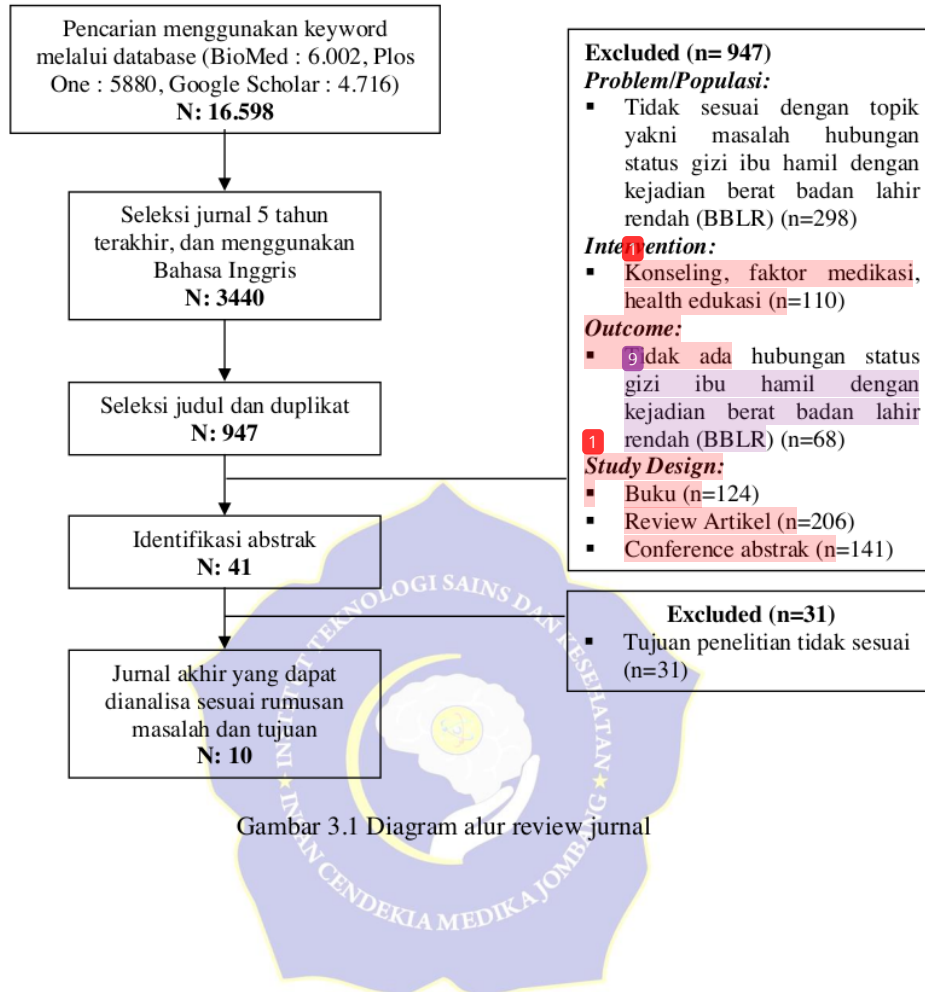 Pencarian menggunakan keyword
melalui database (BioMed : 6.002, Plos
One : 5880, Google Scholar : 4.716)
N: 16.598
Seleksi jurnal 5 tahun
terakhir, dan menggunakan
Bahasa Inggris
N: 3440
Seleksi judul dan duplikat
N: 947
Identifikasi abstrak
N: 41
Jurnal akhir yang dapat
dianalisa sesuai rumusan
masalah dan tujuan
N: 10
Excluded (n= 947)
Problem/Populasi:
▪ Tidak sesuai dengan topik
yakni masalah hubungan
status gizi ibu hamil dengan
kejadian berat badan lahir
rendah (BBLR) (n=298)
Intervention:
1
▪ Konseling, faktor medikasi,
health edukasi (n=110)
Outcome:
▪ Tidak ada hubungan status
9
gizi ibu hamil dengan
kejadian berat badan lahir
rendah (BBLR) (n=68)
1
Study Design:
▪ Buku (n=124)
▪ Review Artikel (n=206)
▪ Conference abstrak (n=141)
Excluded (n=31)
▪ Tujuan penelitian tidak sesuai
(n=31)
Gambar 3.1 Diagram alur review jurnal
INSTITUT TEKNOLOGI SAINS DAN KESEHATAN
INSAN CENDEKIA MEDIKA JOMBANG